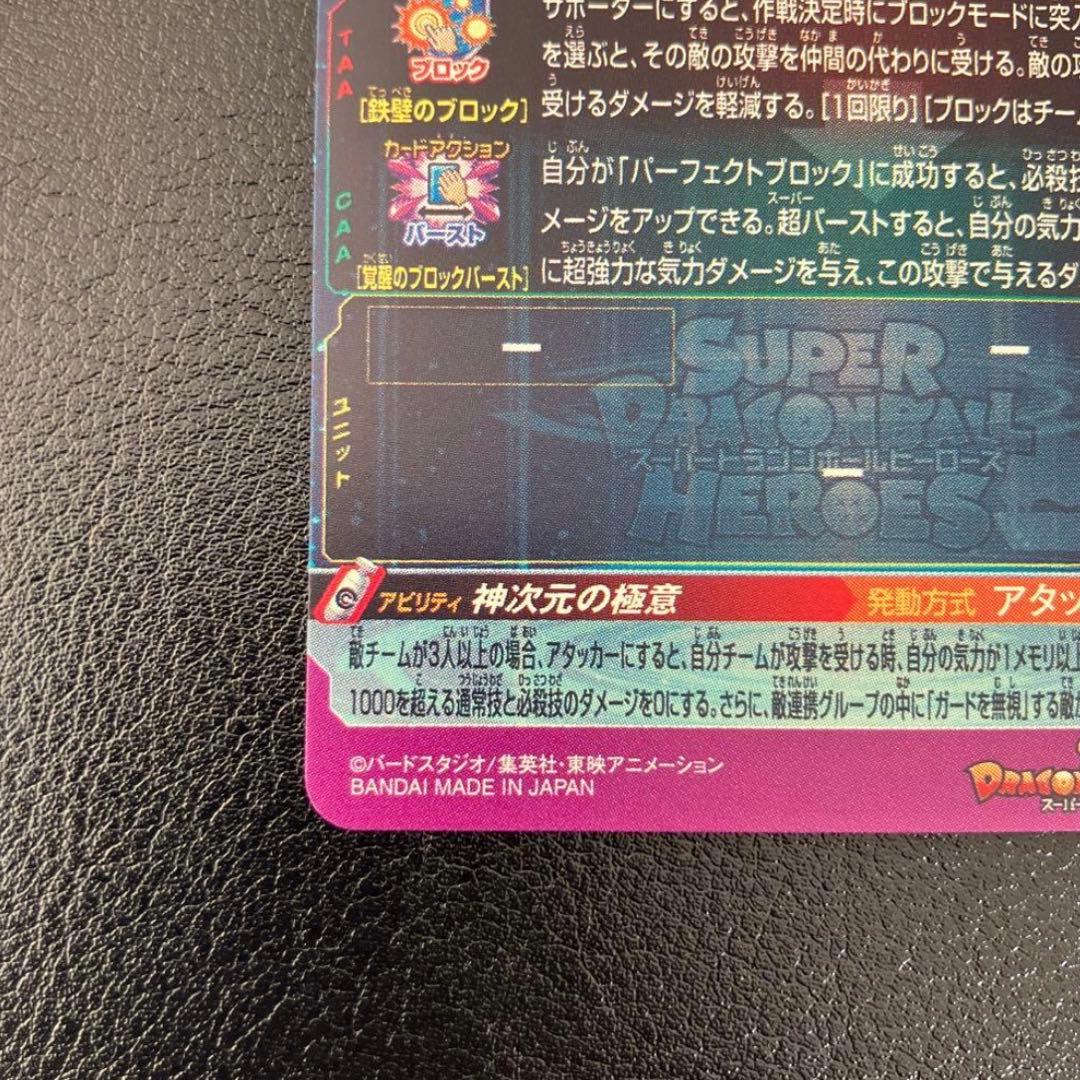 サポーターにすると、作戦決定時にブロックモードに突入
TAA
ブロック
を選ぶと、その敵の攻撃を仲間の代わりに受ける。敵の攻
[鉄壁のブロック]
受けるダメージを軽減する。[1回限り][ブロックはチーム
カードアクション
CAA
バースト
自分が「パーフェクトブロック」に成功すると、必殺技
メージをアップできる。超バーストすると、自分の気力
[覚醒のブロックバースト]
に超強力な気力ダメージを与え、この攻撃で与えるダ
ユニット
ー
ー
ー
SUPER
DRAGONBALL
スーパードラゴンボールヒーローズ
HEROES
アビリティ 神次元の極意
発動方式 アタッ
敵チームが3人以上の場合、アタッカーにすると、自分チームが攻撃を受ける時、自分の気力が1メモリ以上
1000を超える通常技と必殺技のダメージを0にする。さらに、敵連携グループの中に「ガードを無視」する敵が
©バードスタジオ/集英社・東映アニメーション
BANDAI MADE IN JAPAN
DRAGON
スーパー